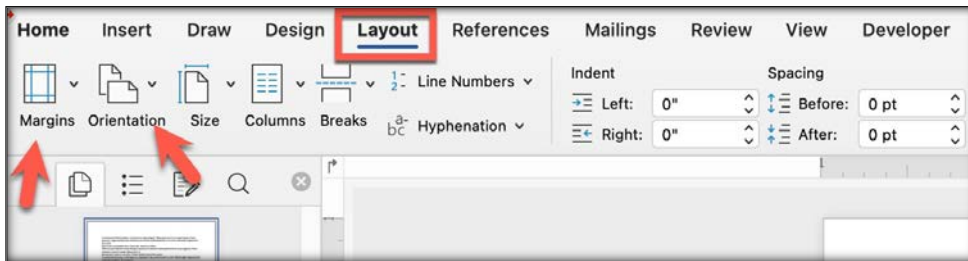 Home Insert Draw Design Layout References Mailings Review View Developer
Line Numbers
Indent Spacing
Left: 0" Before: 0 pt
Margins Orientation Size Columns Breaks
Hyphenation
Right: 0" After: 0 pt
1